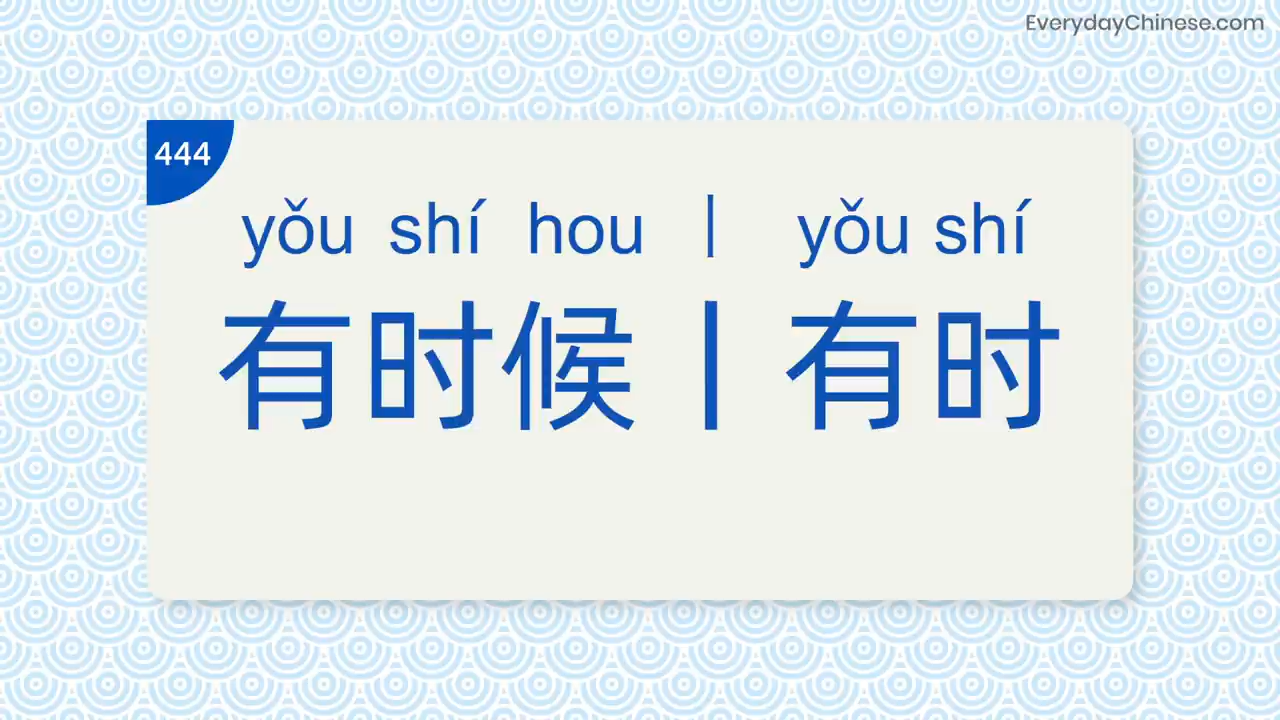 EverydayChinese.com
444
yǒu shí hou | yǒu shí
有时候 | 有时